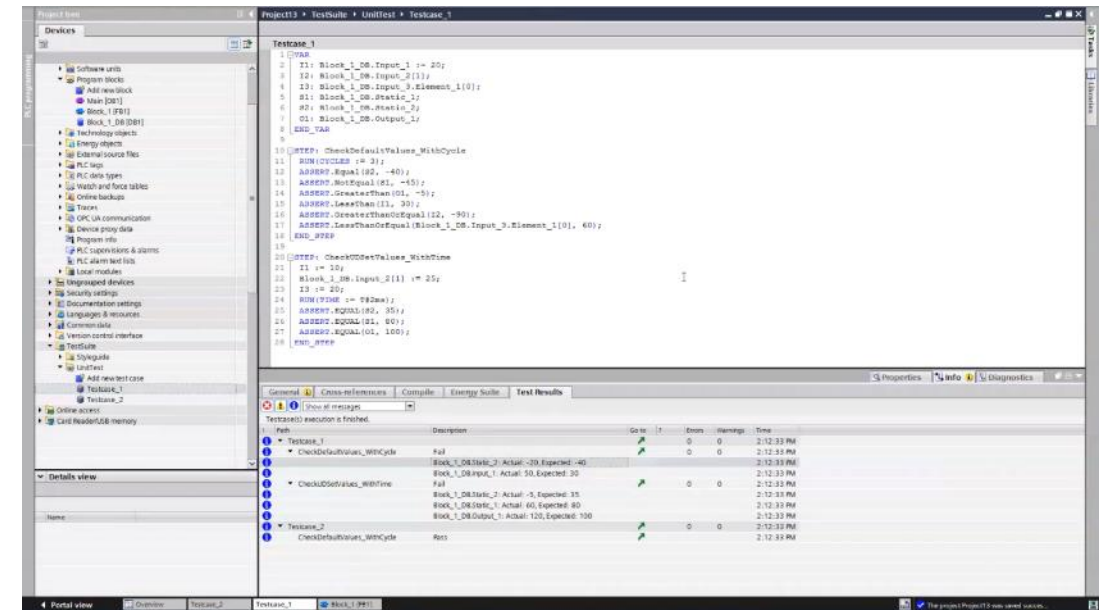 Project tree
Project13 ▸ TestSuite ▸ UnitTest ▸ Testcase_1
Devices
Software units
Program blocks
Add new block
Main [OB1]
Block_1 [FB1]
Block_1_DB [DB1]
Technology objects
Energy objects
External source files
PLC tags
PLC data types
Watch and force tables
Online backups
Traces
OPC UA communication
Device proxy data
Program info
PLC supervisions & alarms
PLC alarm text lists
Local modules
Ungrouped devices
Security settings
Documentation settings
Languages & resources
Common data
Version control interface
TestSuite
Styleguide
UnitTest
Add new test case
Testcase_1
Testcase_2
Online access
Card Reader/USB memory
Details view
Name
PLC programming
Testcase_1
1 VAR
2 I1: Block_1_DB.Input_1 := 20;
3 I2: Block_1_DB.Input_2[1];
4 I3: Block_1_DB.Input_3.Element_1[0];
5 S1: Block_1_DB.Static_1;
6 S2: Block_1_DB.Static_2;
7 O1: Block_1_DB.Output_1;
8 END_VAR
9
10 STEP: CheckDefaultValues_WithCycle
11 RUN(CYCLES := 3);
12 ASSERT.Equal(S2, -40);
13 ASSERT.NotEqual(S1, -45);
14 ASSERT.GreaterThan(O1, -5);
15 ASSERT.LessThan(I1, 30);
16 ASSERT.GreaterThanOrEqual(I2, -90);
17 ASSERT.LessThanOrEqual(Block_1_DB.Input_3.Element_1[0], 60);
18 END_STEP
19
20 STEP: CheckUDSetValues_WithTime
21 I1 := 10;
22 Block_1_DB.Input_2[1] := 25;
23 I3 := 20;
24 RUN(TIME := T#2ms);
25 ASSERT.EQUAL(S2, 35);
26 ASSERT.EQUAL(S1, 80);
27 ASSERT.EQUAL(O1, 100);
28 END_STEP
Tasks
Libraries
Properties Info Diagnostics
General Cross-references Compile Energy Suite Test Results
Show all messages
Testcase(s) execution is finished.
! Path Description Go to ? Errors Warnings Time
Testcase_1 0 0 2:12:33 PM
CheckDefaultValues_WithCycle Fail 0 0 2:12:33 PM
Block_1_DB.Static_2: Actual: -20, Expected: -40 2:12:33 PM
Block_1_DB.Input_1: Actual: 50, Expected: 30 2:12:33 PM
CheckUDSetValues_WithTime Fail 0 0 2:12:33 PM
Block_1_DB.Static_2: Actual: -5, Expected: 35 2:12:33 PM
Block_1_DB.Static_1: Actual: 60, Expected: 80 2:12:33 PM
Block_1_DB.Output_1: Actual: 120, Expected: 100 2:12:33 PM
Testcase_2 0 0 2:12:33 PM
CheckDefaultValues_WithCycle Pass 2:12:33 PM
Portal view Overview Testcase_2 Testcase_1 Block_1 [FB1] The project Project13 was saved succes...